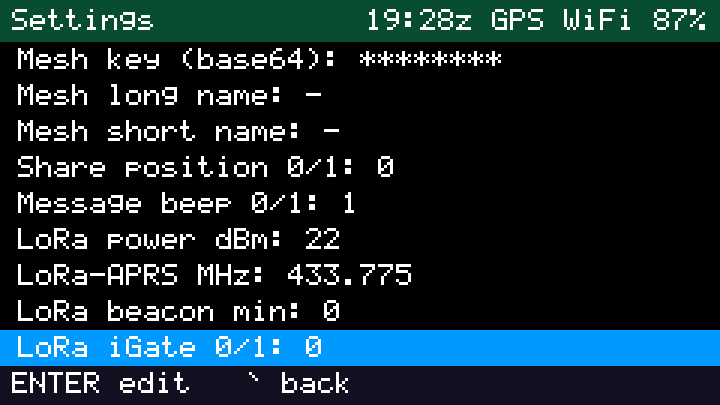 Settings 19:28z GPS WiFi 87%
Mesh key (base64): ********
Mesh long name: -
Mesh short name: -
Share position 0/1: 0
Message beep 0/1: 1
LoRa power dBm: 22
LoRa-APRS MHz: 433.775
LoRa beacon min: 0
LoRa iGate 0/1: 0
ENTER edit ` back